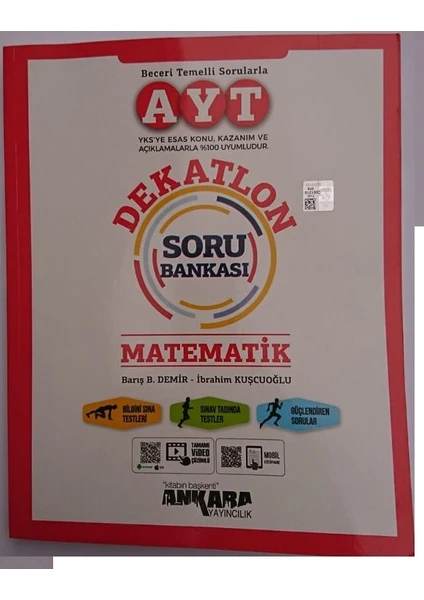 Beceri Temelli Sorularla
AYT
YKS'YE ESAS KONU, KAZANIM VE
AÇIKLAMALARLA %100 UYUMLUDUR.
DEKATLON
SORU
BANKASI
MATEMATİK
Barış B. DEMİR - İbrahim KUŞCUOĞLU
BİLGİNİ SINA
TESTLERİ
SINAV TADINDA
TESTLER
GÜÇLENDİREN
SORULAR
TAMAMI
VİDEO
ÇÖZÜMLÜ
MOBİL
KÜTÜPHANE
"kitabın başkenti"
ANKARA
YAYINCILIK